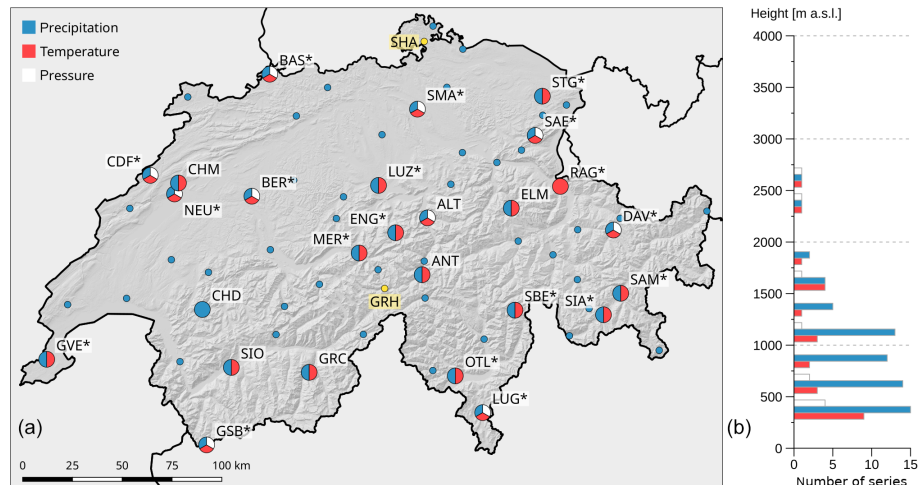 Precipitation
Temperature
Pressure
SHA
BAS*
STG*
SMA*
SAE*
CDF*
CHM
LUZ*
RAG*
BER*
NEU*
ALT
ELM
ENG*
DAV*
MER*
ANT
SAM*
CHD
GRH
SBE*
SIA*
GVE*
SIO
GRC
OTL*
LUG*
GSB*
(a)
0 25 50 75 100 km
Height [m a.s.l.]
4000
3500
3000
2500
2000
1500
1000
500
0
(b)
0 5 10 15
Number of series